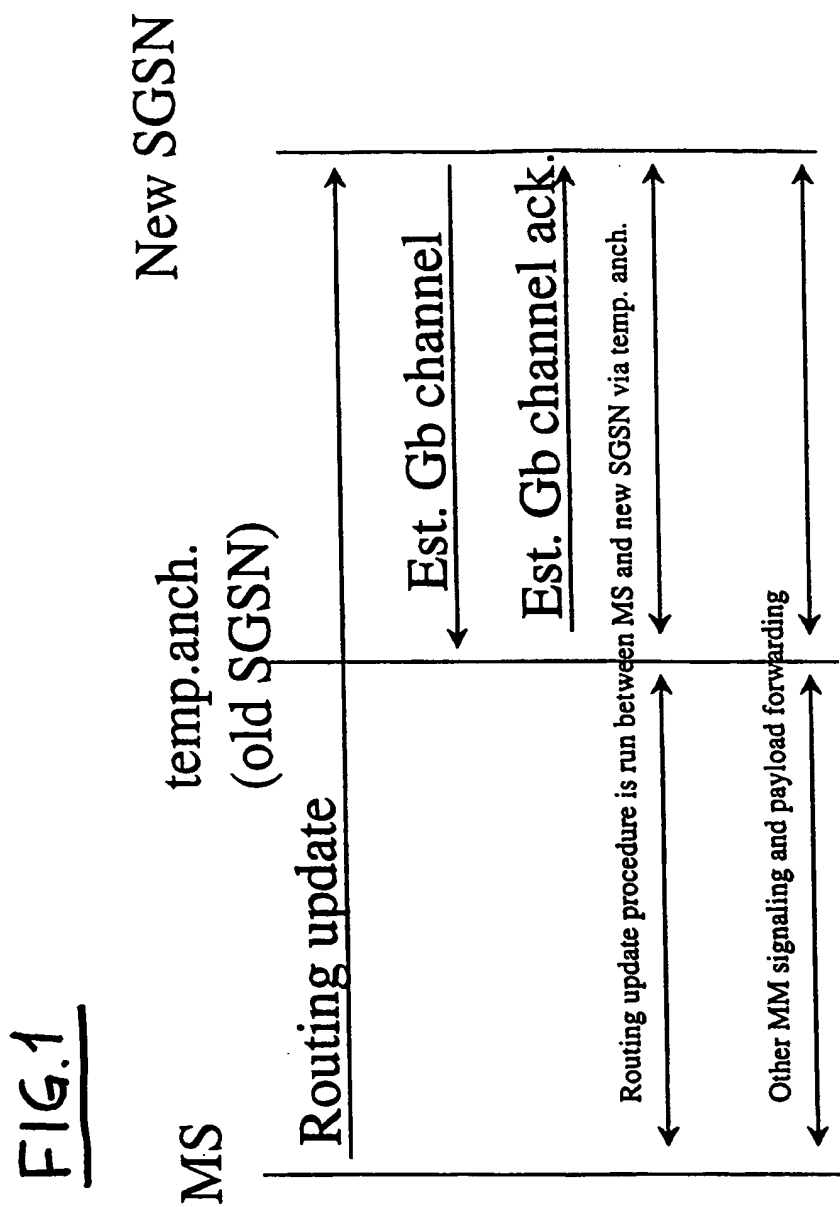 FIG.1
MS
temp.anch.
(old SGSN)
New SGSN
Routing update
Est. Gb channel
Est. Gb channel ack.
Routing update procedure is run between MS and new SGSN via temp. anch.
Other MM signaling and payload forwarding